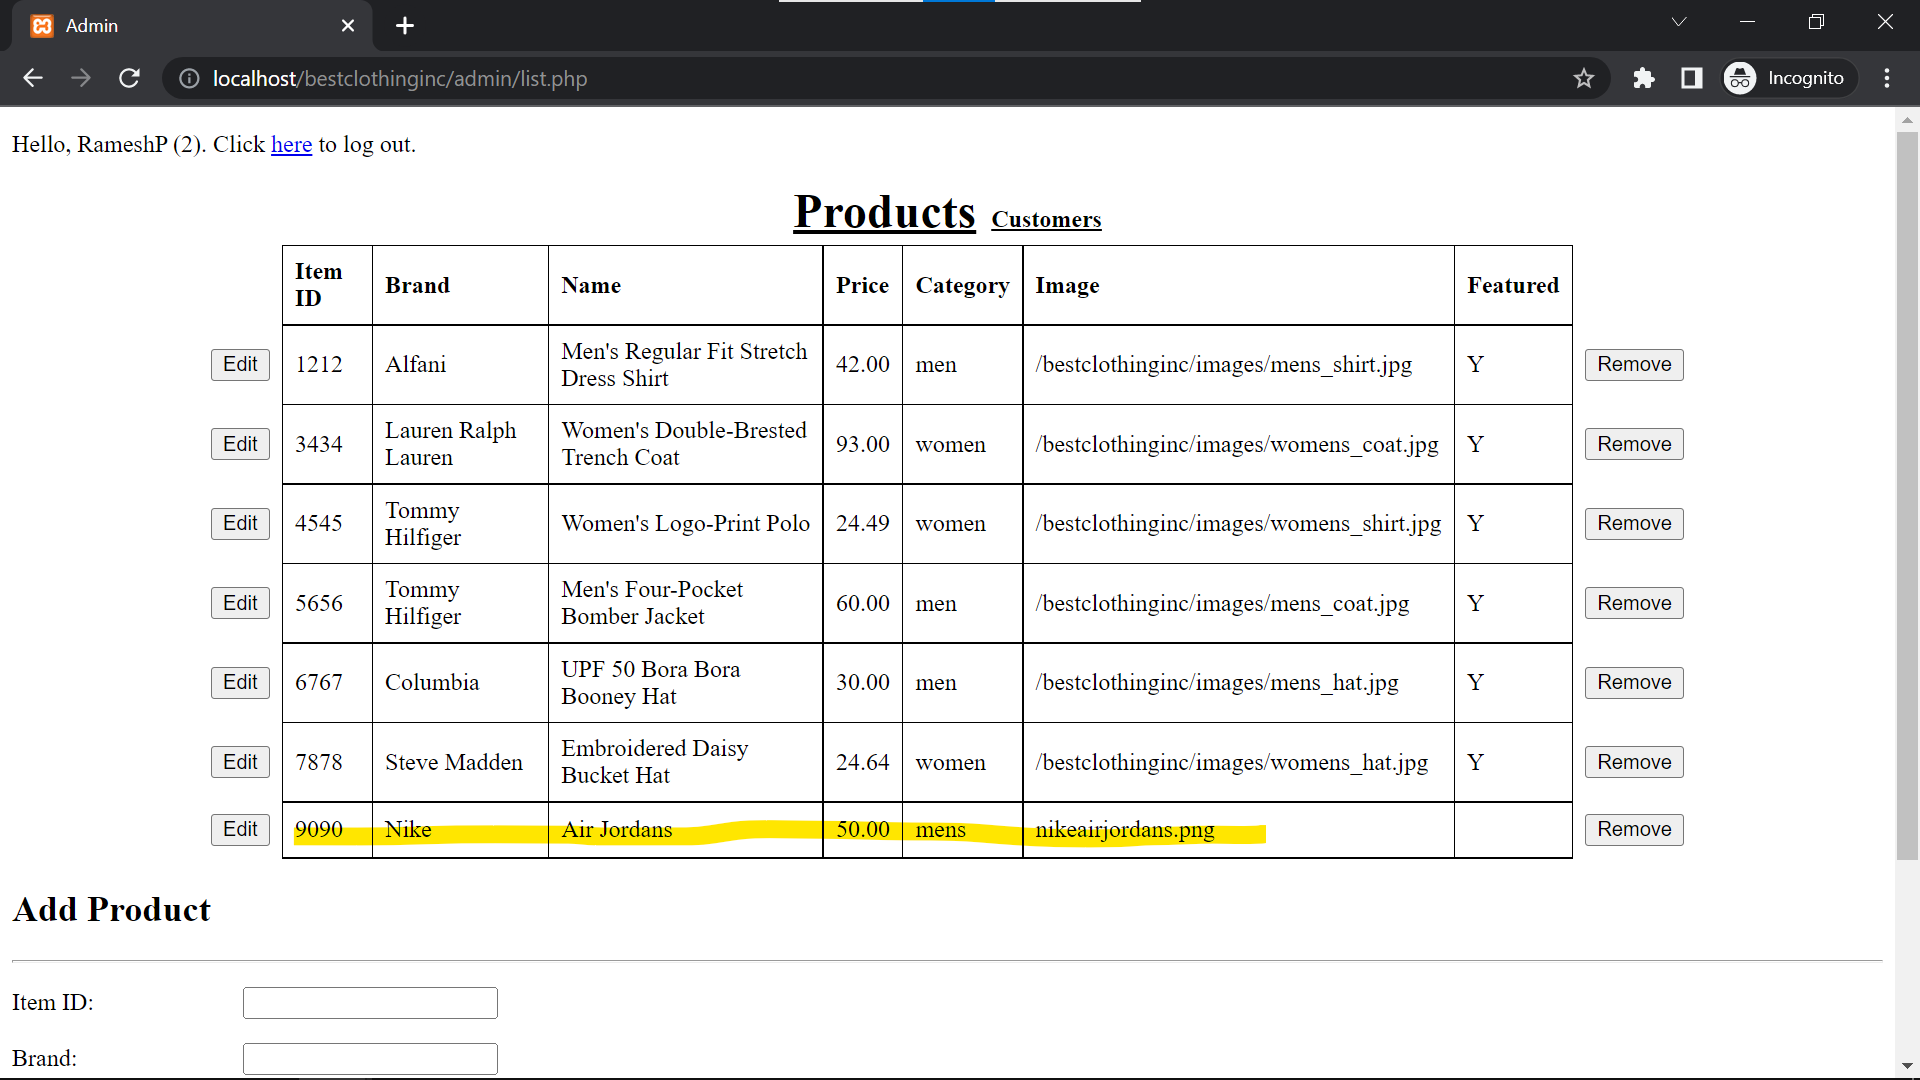 Admin
localhost/bestclothinginc/admin/list.php
Incognito
Hello, RameshP (2). Click here to log out.
Products Customers
Item ID Brand Name Price Category Image Featured
Edit 1212 Alfani Men's Regular Fit Stretch Dress Shirt 42.00 men /bestclothinginc/images/mens_shirt.jpg Y Remove
Edit 3434 Lauren Ralph Lauren Women's Double-Brested Trench Coat 93.00 women /bestclothinginc/images/womens_coat.jpg Y Remove
Edit 4545 Tommy Hilfiger Women's Logo-Print Polo 24.49 women /bestclothinginc/images/womens_shirt.jpg Y Remove
Edit 5656 Tommy Hilfiger Men's Four-Pocket Bomber Jacket 60.00 men /bestclothinginc/images/mens_coat.jpg Y Remove
Edit 6767 Columbia UPF 50 Bora Bora Booney Hat 30.00 men /bestclothinginc/images/mens_hat.jpg Y Remove
Edit 7878 Steve Madden Embroidered Daisy Bucket Hat 24.64 women /bestclothinginc/images/womens_hat.jpg Y Remove
Edit 9090 Nike Air Jordans 50.00 mens nikeairjordans.png Remove
Add Product
Item ID:
Brand: